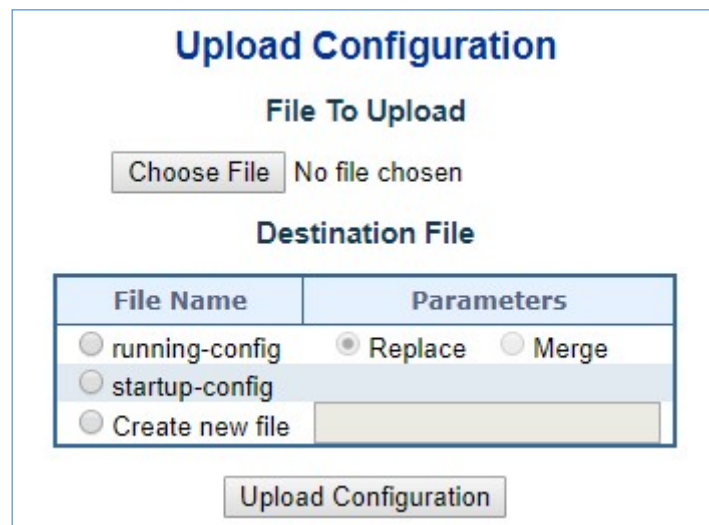 Upload Configuration
File To Upload
Choose File No file chosen
Destination File
File Name Parameters
running-config Replace Merge
startup-config
Create new file
Upload Configuration